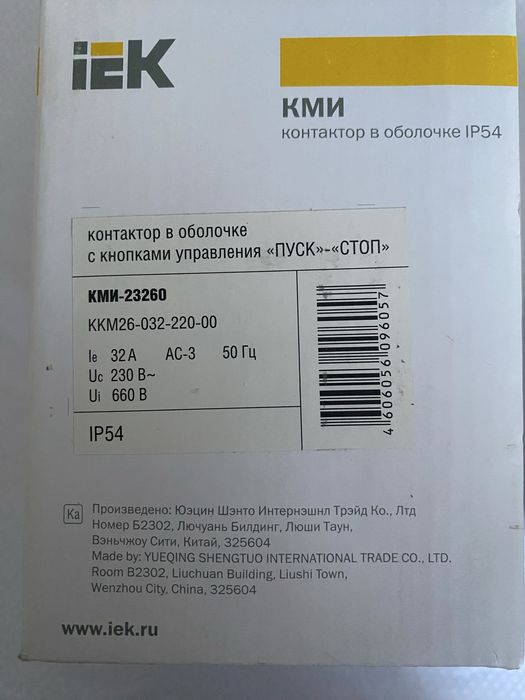 iEK
КМИ
контактор в оболочке IP54
контактор в оболочке
с кнопками управления «ПУСК»-«СТОП»
КМИ-23260
KKM26-032-220-00
Ie 32 A AC-3 50 Гц
Uc 230 В~
Ui 660 В
IP54
4606056096057
Ka
Произведено: Юэцин Шэнто Интернэшнл Трэйд Ко., Лтд
Номер Б2302, Лючуань Билдинг, Люши Таун,
Вэньчжоу Сити, Китай, 325604
Made by: YUEQING SHENGTUO INTERNATIONAL TRADE CO., LTD.
Room B2302, Liuchuan Building, Liushi Town,
Wenzhou City, China, 325604
www.iek.ru